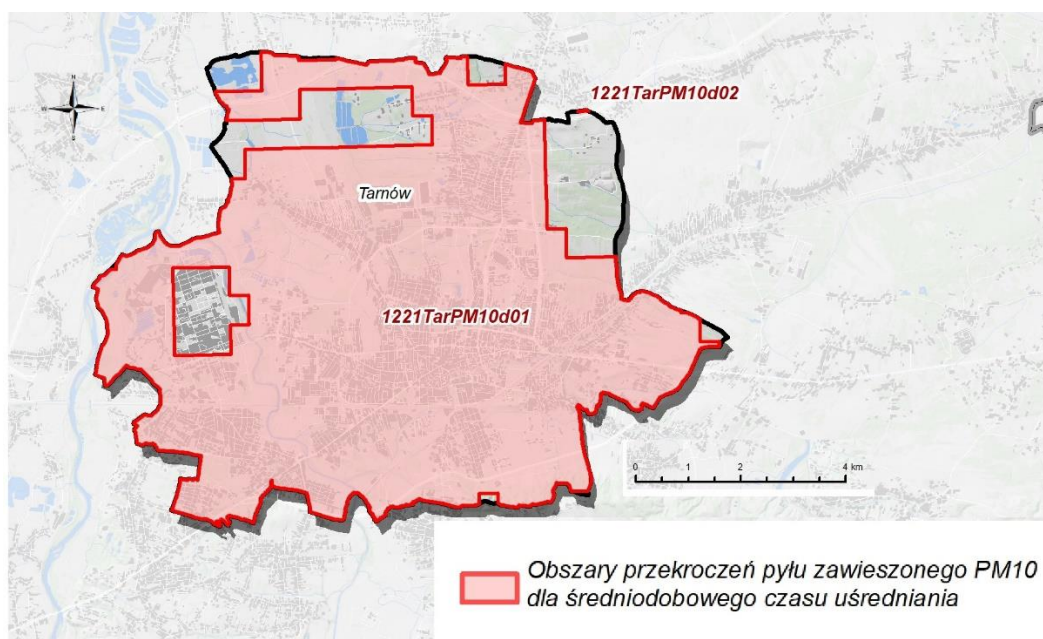 N
W E
S
1221TarPM10d02
Tarnów
1221TarPM10d01
0 1 2 4 km
Obszary przekroczeń pyłu zawieszonego PM10
dla średniodobowego czasu uśredniania